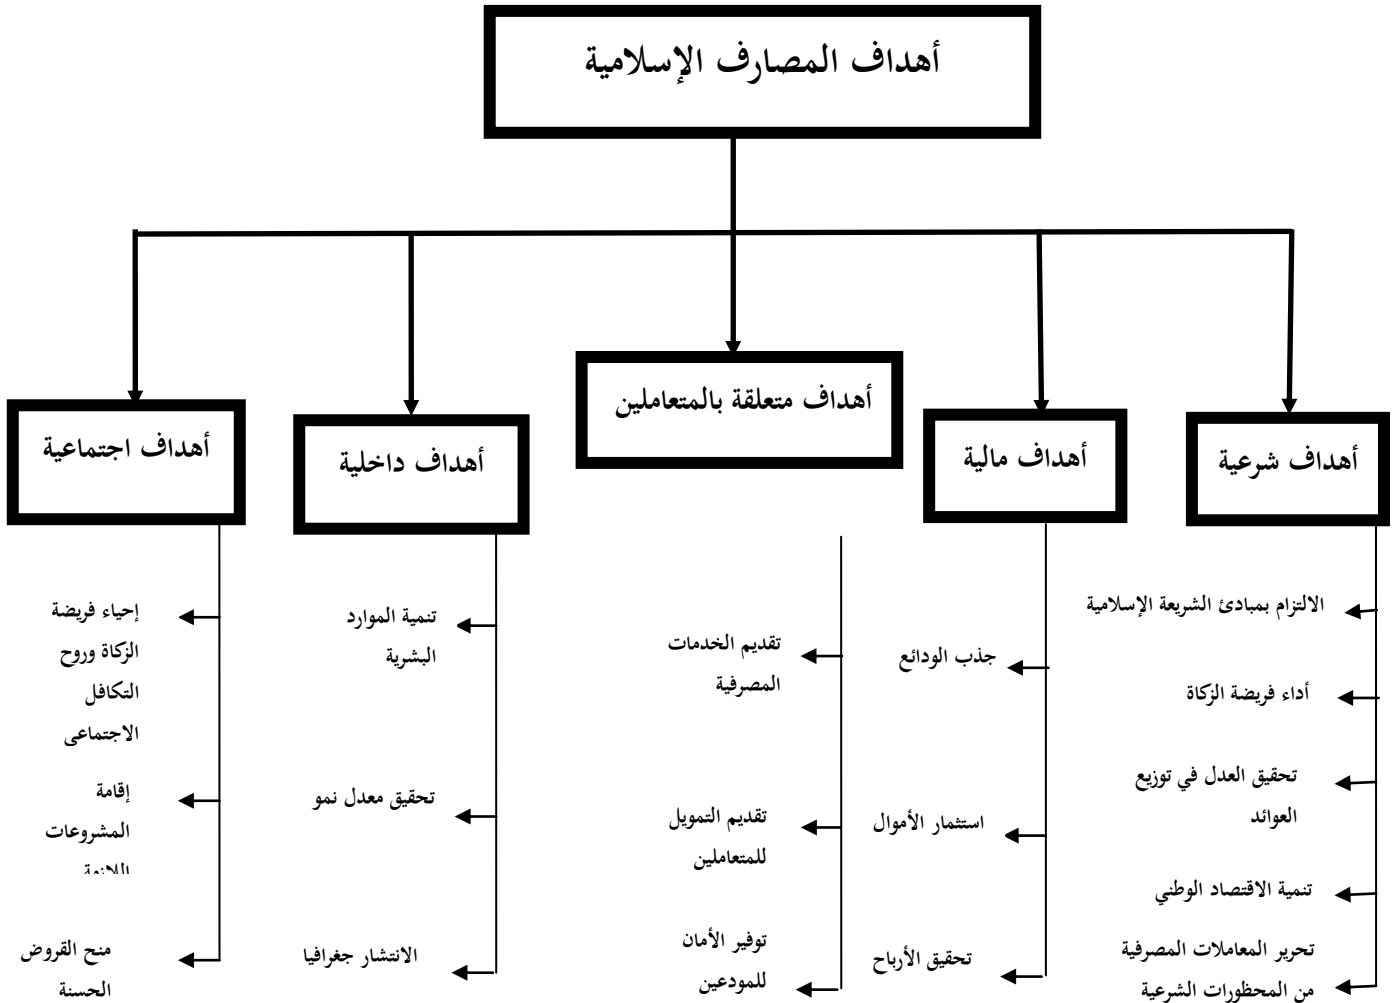 أهداف المصارف الإسلامية
أهداف شرعية
الالتزام بمبادئ الشريعة الإسلامية
أداء فريضة الزكاة
تحقيق العدل في توزيع
العوائد
تنمية الاقتصاد الوطني
تحرير المعاملات المصرفية
من المحظورات الشرعية
أهداف مالية
جذب الودائع
استثمار الأموال
تحقيق الأرباح
أهداف متعلقة بالمتعاملين
تقديم الخدمات
المصرفية
تقديم التمويل
للمتعاملين
توفير الأمان
للمودعين
أهداف داخلية
تنمية الموارد
البشرية
تحقيق معدل نمو
الانتشار جغرافيا
أهداف اجتماعية
إحياء فريضة
الزكاة وروح
التكافل
الاجتماعي
إقامة
المشروعات
اللازمة
منح القروض
الحسنة